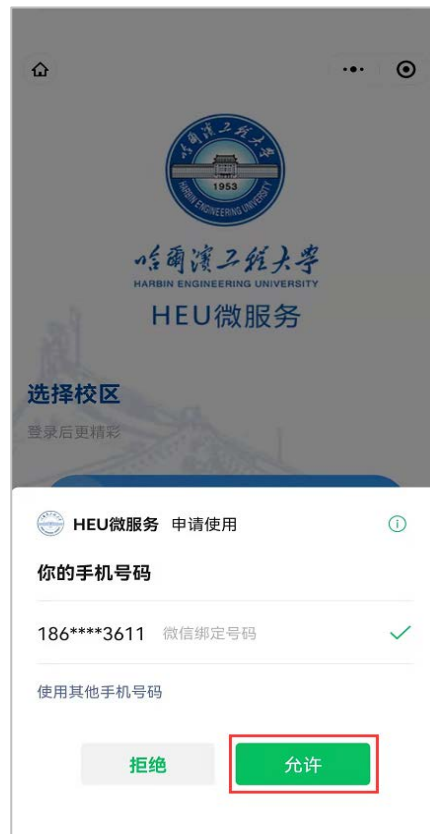 哈爾濱工程大學
1953
HARBIN ENGINEERING UNIVERSITY
哈爾濱工程大學
HARBIN ENGINEERING UNIVERSITY
HEU微服务
选择校区
登录后更精彩
HEU微服务 申请使用
你的手机号码
186****3611 微信绑定号码
使用其他手机号码
拒绝
允许